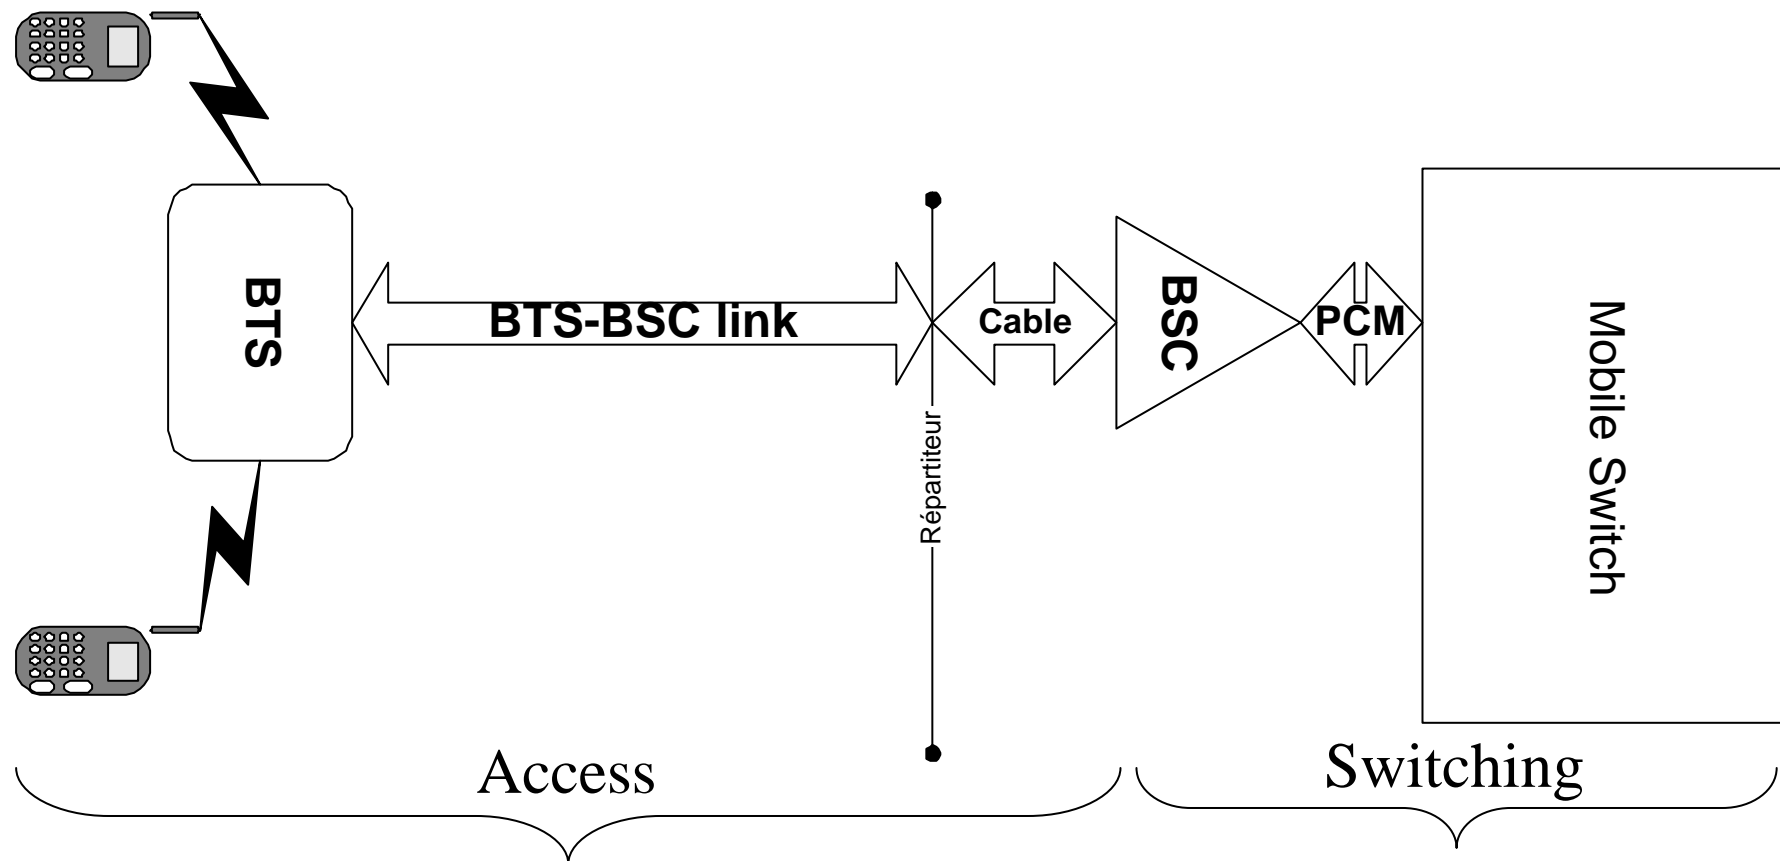 BTS
BTS-BSC link
Répartiteur
Cable
BSC
PCM
Mobile Switch
Access
Switching